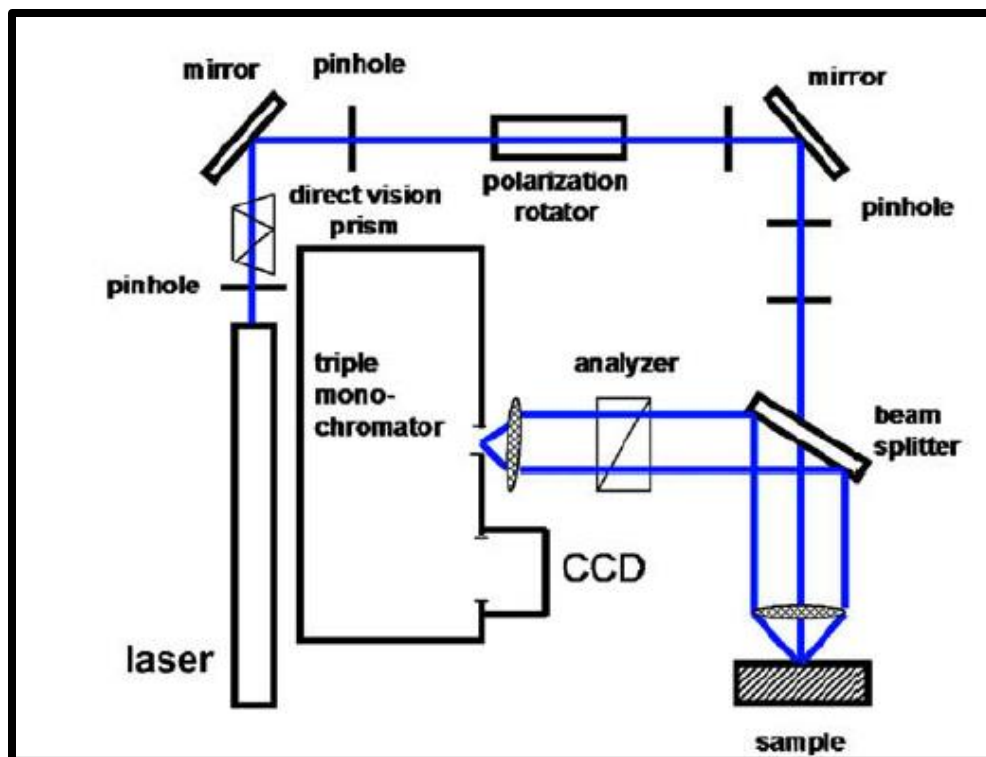 mirror
pinhole
mirror
polarization
rotator
direct vision
prism
pinhole
pinhole
triple
mono-
chromator
analyzer
beam
splitter
CCD
laser
sample